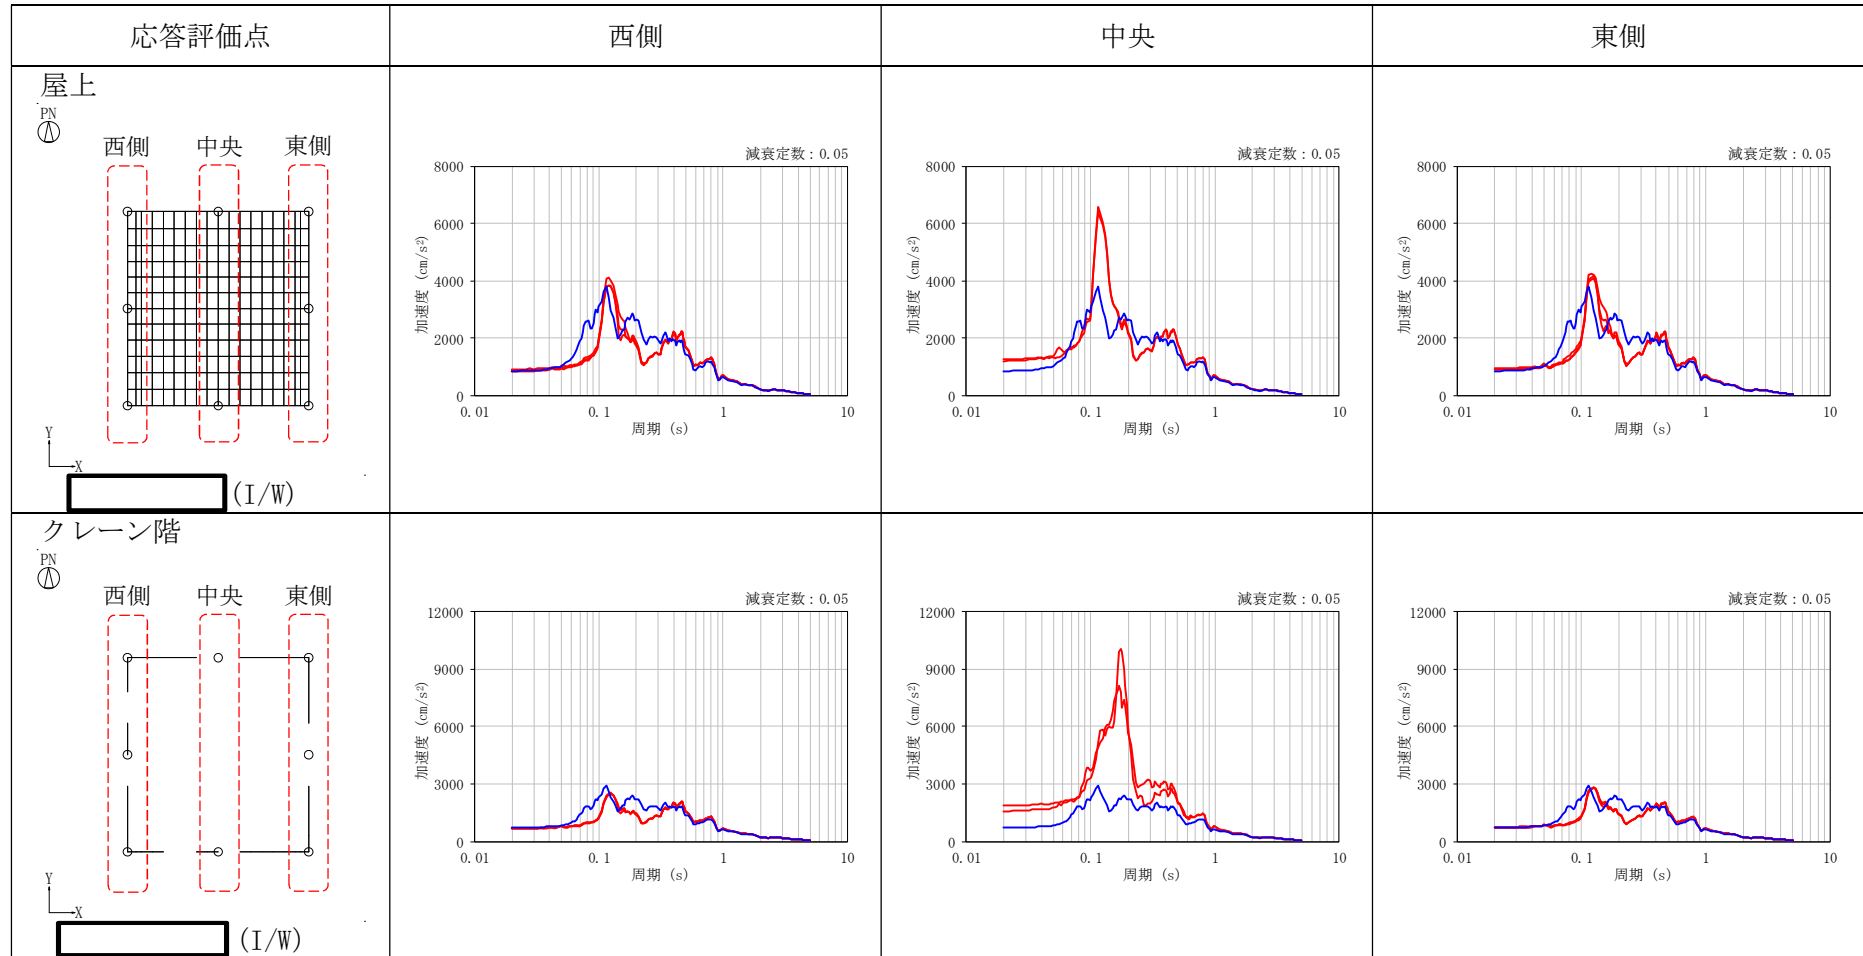 応答評価点
西側
中央
東側
屋上
PN
西側 中央 東側
Y
X
(I/W)
減衰定数:0.05
8000
6000
4000
2000
0
加速度 (cm/s²)
0.01 0.1 1 10
周期 (s)
減衰定数:0.05
8000
6000
4000
2000
0
加速度 (cm/s²)
0.01 0.1 1 10
周期 (s)
減衰定数:0.05
8000
6000
4000
2000
0
加速度 (cm/s²)
0.01 0.1 1 10
周期 (s)
クレーン階
PN
西側 中央 東側
Y
X
(I/W)
減衰定数:0.05
12000
9000
6000
3000
0
加速度 (cm/s²)
0.01 0.1 1 10
周期 (s)
減衰定数:0.05
12000
9000
6000
3000
0
加速度 (cm/s²)
0.01 0.1 1 10
周期 (s)
減衰定数:0.05
12000
9000
6000
3000
0
加速度 (cm/s²)
0.01 0.1 1 10
周期 (s)